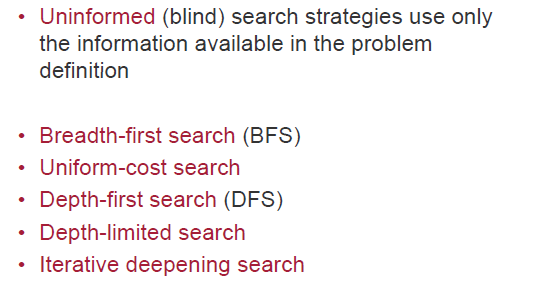 • Uninformed (blind) search strategies use only
the information available in the problem
definition
• Breadth-first search (BFS)
• Uniform-cost search
• Depth-first search (DFS)
• Depth-limited search
• Iterative deepening search